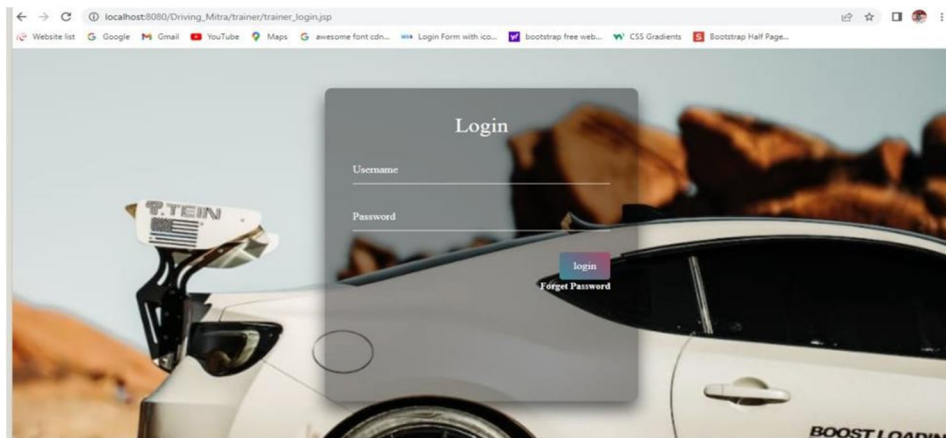 localhost:8080/Driving_Mitra/trainer/trainer_login.jsp
Website list Google Gmail YouTube Maps awesome font cdn... Login Form with ico... bootstrap free web... CSS Gradients Bootstrap Half Page...
Login
Username
TEIN
Password
login
Forget Password
BOOST LOADIN